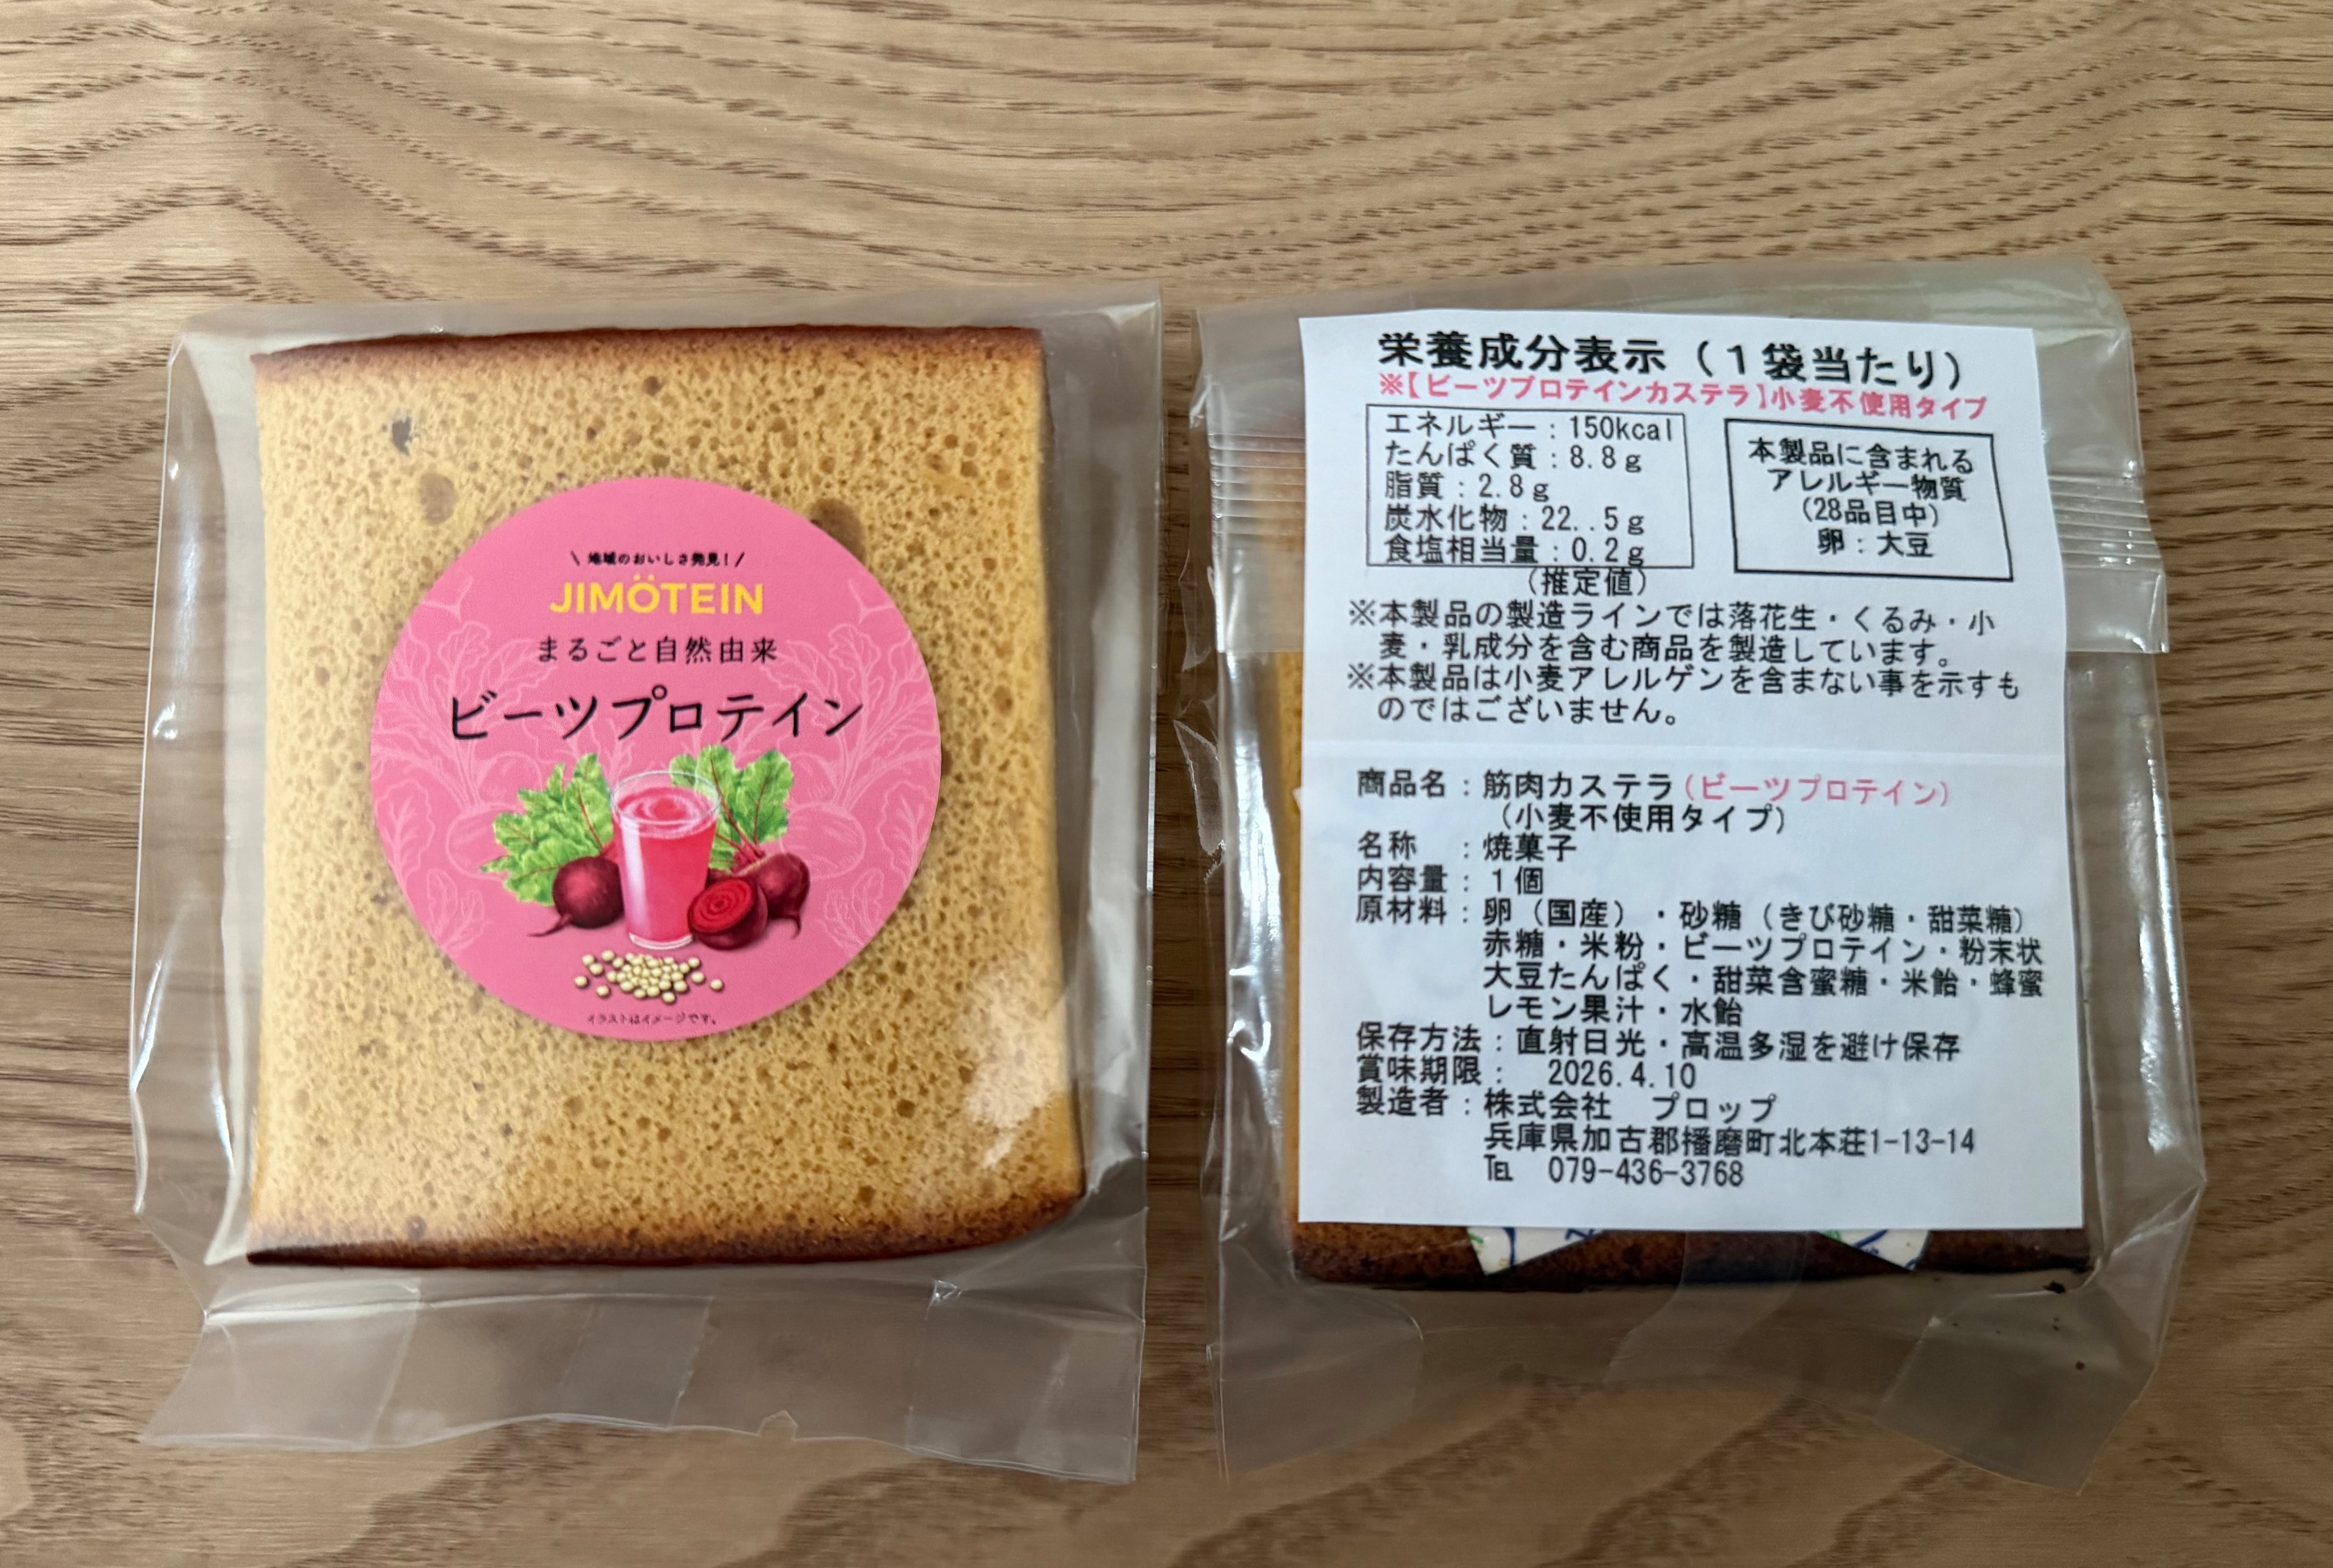 \ 地域のおいしさ発見！/
JIMÖTEIN
まるごと自然由来
ビーツプロテイン
イラストはイメージです。
栄養成分表示（１袋当たり）
※【ビーツプロテインカステラ】小麦不使用タイプ
エネルギー：150kcal
たんぱく質：8.8ｇ
脂質：2.8ｇ
炭水化物：22..5ｇ
食塩相当量：0.2ｇ
（推定値）
本製品に含まれる
アレルギー物質
（28品目中）
卵：大豆
※本製品の製造ラインでは落花生・くるみ・小
麦・乳成分を含む商品を製造しています。
※本製品は小麦アレルゲンを含まない事を示すも
のではございません。
商品名：筋肉カステラ（ビーツプロテイン）
（小麦不使用タイプ）
名称　：焼菓子
内容量：１個
原材料：卵（国産）・砂糖（きび砂糖・甜菜糖）
赤糖・米粉・ビーツプロテイン・粉末状
大豆たんぱく・甜菜含蜜糖・米飴・蜂蜜
レモン果汁・水飴
保存方法：直射日光・高温多湿を避け保存
賞味期限：　2026.4.10
製造者：株式会社　プロップ
兵庫県加古郡播磨町北本荘1-13-14
℡　079-436-3768